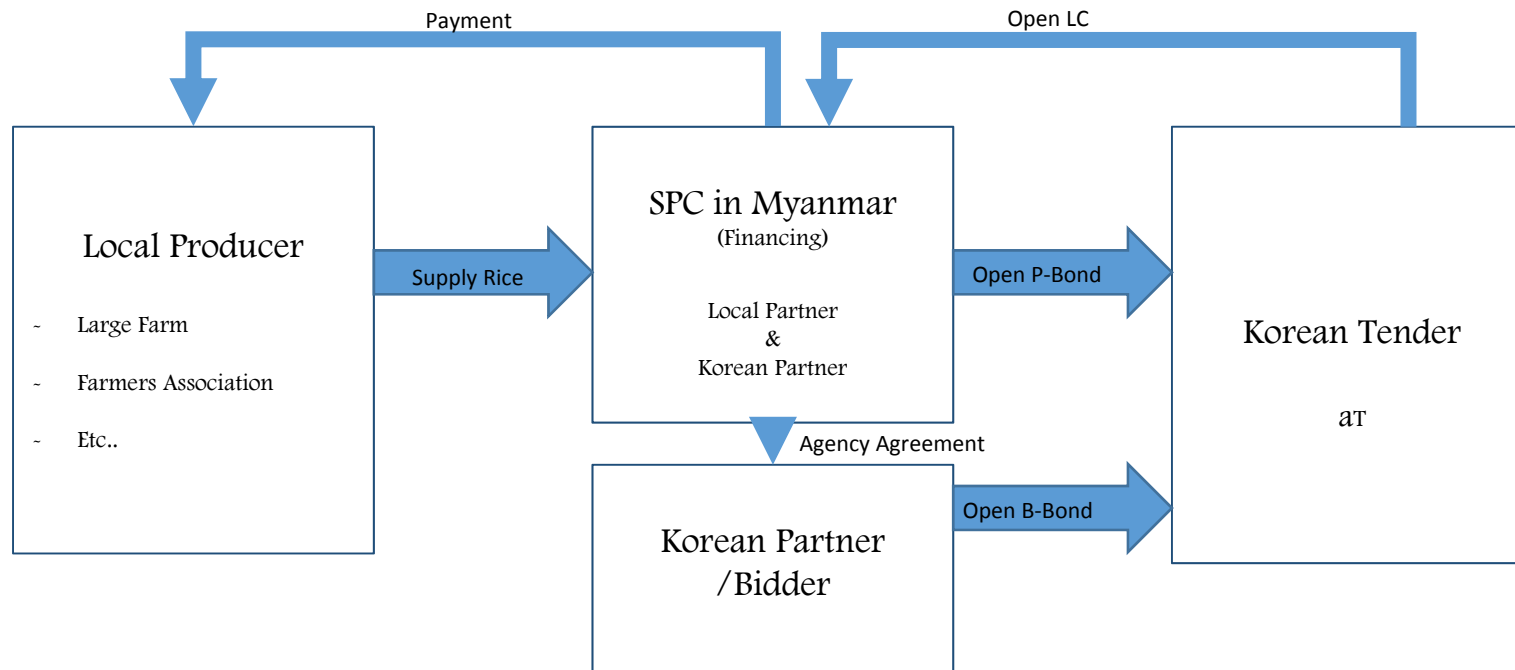 Payment
Open LC
Local Producer
- Large Farm
- Farmers Association
- Etc..
Supply Rice
SPC in Myanmar
(Financing)
Local Partner
&
Korean Partner
Open P-Bond
Korean Tender
aT
Agency Agreement
Korean Partner
/Bidder
Open B-Bond